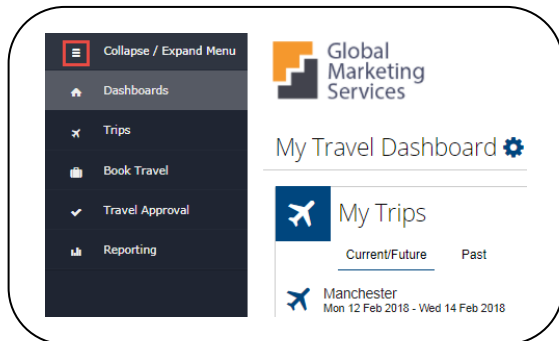 Collapse / Expand Menu
Dashboards
Trips
Book Travel
Travel Approval
Reporting
Global
Marketing
Services
My Travel Dashboard
My Trips
Current/Future Past
Manchester
Mon 12 Feb 2018 - Wed 14 Feb 2018